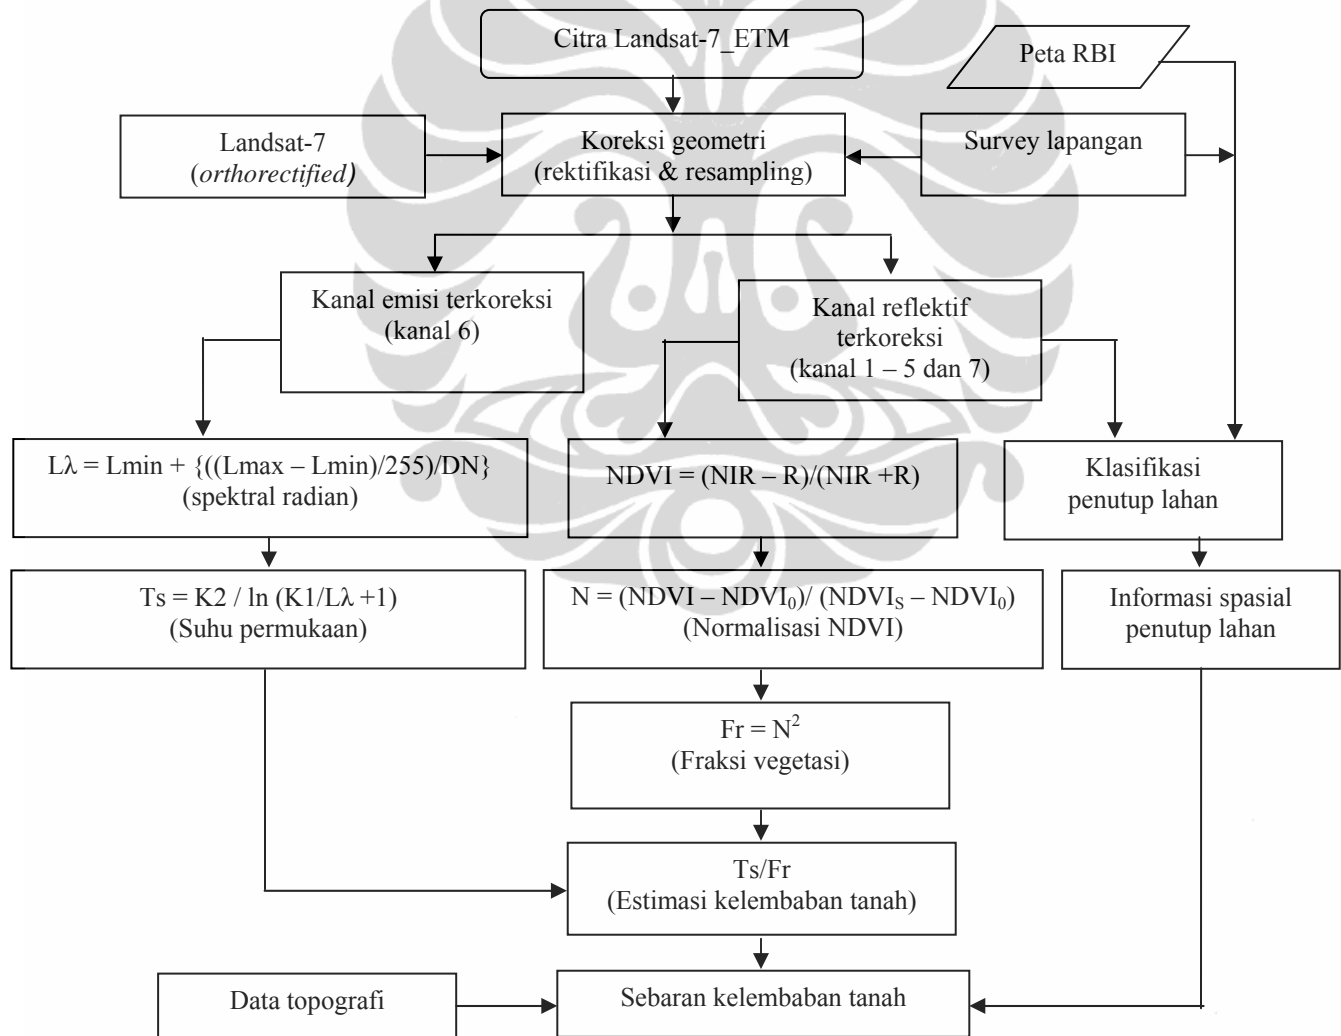 Citra Landsat-7_ETM
Peta RBI
Landsat-7
(orthorectified)
Koreksi geometri
(rektifikasi & resampling)
Survey lapangan
Kanal emisi terkoreksi
(kanal 6)
Kanal reflektif
terkoreksi
(kanal 1 – 5 dan 7)
Lλ = Lmin + {((Lmax – Lmin)/255)/DN}
(spektral radian)
NDVI = (NIR – R)/(NIR +R)
Klasifikasi
penutup lahan
Ts = K2 / ln (K1/Lλ +1)
(Suhu permukaan)
N = (NDVI – NDVI₀)/ (NDVIS – NDVI₀)
(Normalisasi NDVI)
Informasi spasial
penutup lahan
Fr = N²
(Fraksi vegetasi)
Ts/Fr
(Estimasi kelembaban tanah)
Data topografi
Sebaran kelembaban tanah